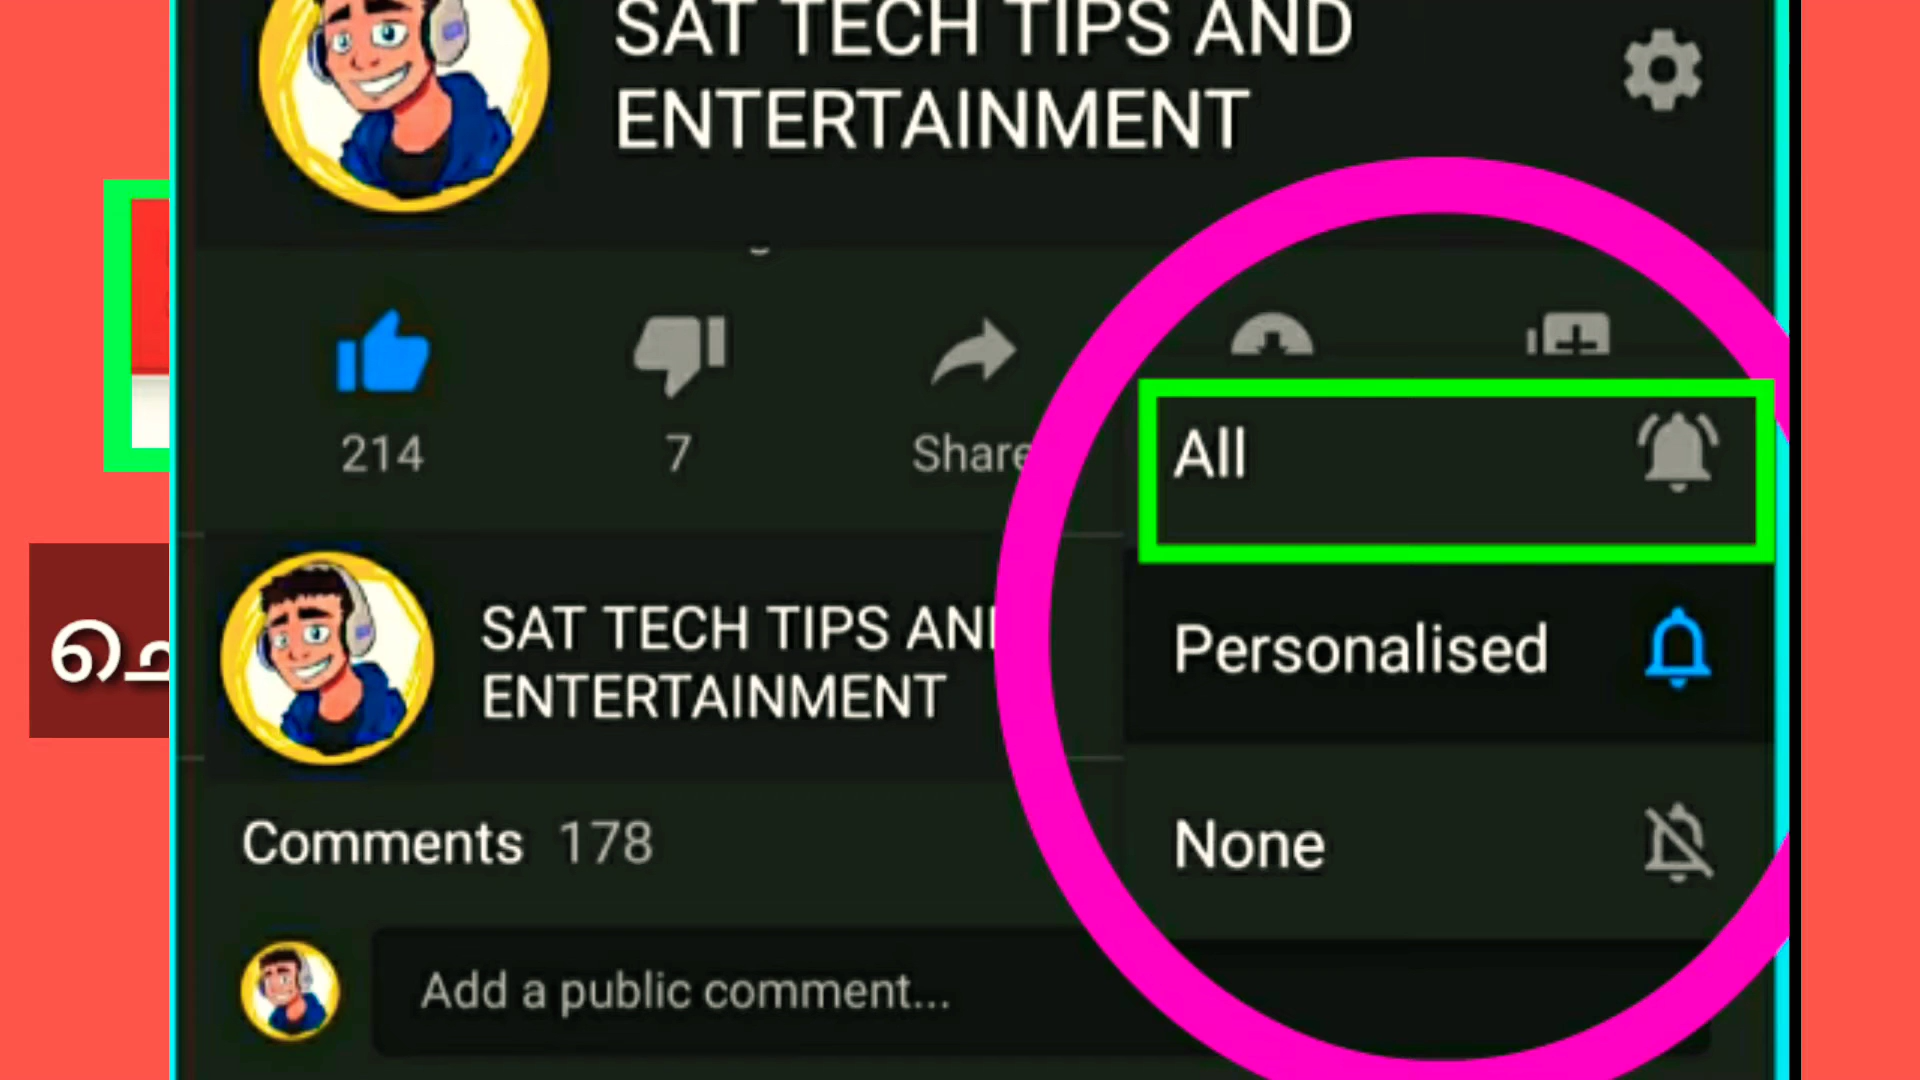 SAT TECH TIPS AND
ENTERTAINMENT
214
7
Share
All
SAT TECH TIPS AND
ENTERTAINMENT
Personalised
Comments 178
None
Add a public comment...